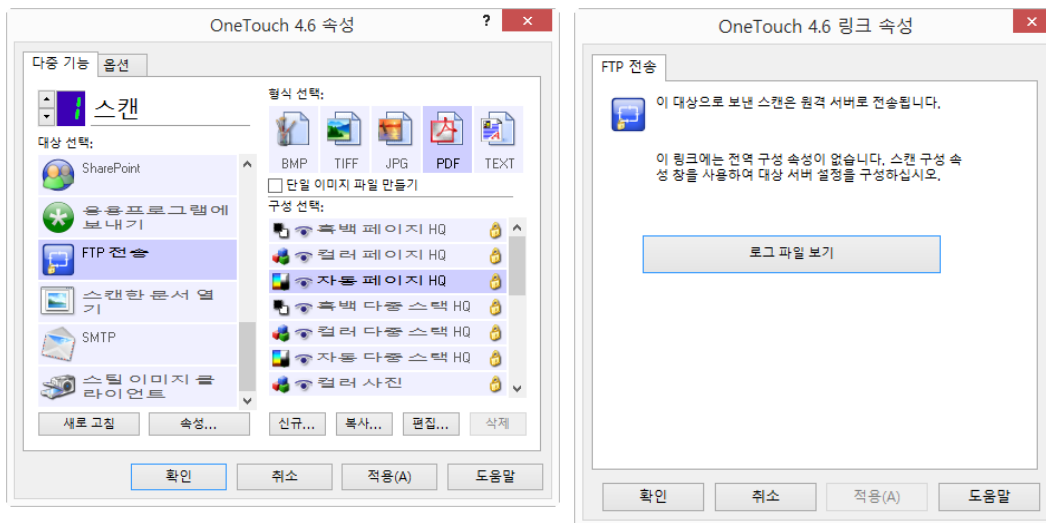 OneTouch 4.6 속성
?
다중 기능
옵션
1
스캔
대상 선택:
SharePoint
응용프로그램에
보내기
FTP 전송
스캔한 문서 열
기
SMTP
스틸 이미지 클
라이언트
새로 고침
속성...
형식 선택:
BMP
TIFF
JPG
PDF
TEXT
단일 이미지 파일 만들기
구성 선택:
흑백 페이지 HQ
컬러 페이지 HQ
자동 페이지 HQ
흑백 다중 스택 HQ
컬러 다중 스택 HQ
자동 다중 스택 HQ
컬러 사진
신규...
복사...
편집...
삭제
확인
취소
적용(A)
도움말
OneTouch 4.6 링크 속성
FTP 전송
이 대상으로 보낸 스캔은 원격 서버로 전송됩니다.
이 링크에는 전역 구성 속성이 없습니다. 스캔 구성 속
성 창을 사용하여 대상 서버 설정을 구성하십시오.
로그 파일 보기
확인
취소
적용(A)
도움말